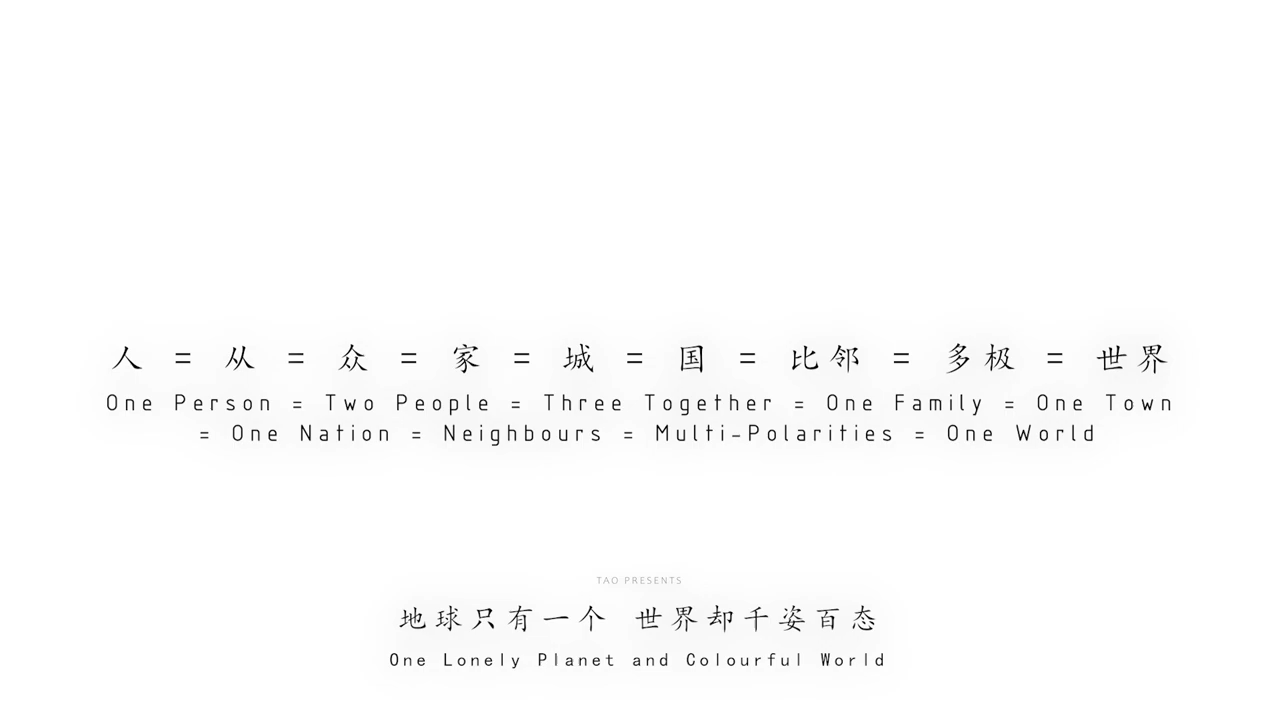 人 = 从 = 众 = 家 = 城 = 国 = 比邻 = 多极 = 世界
One Person = Two People = Three Together = One Family = One Town
= One Nation = Neighbours = Multi-Polarities = One World
TAO PRESENTS
地球只有一个 世界却千姿百态
One Lonely Planet and Colourful World